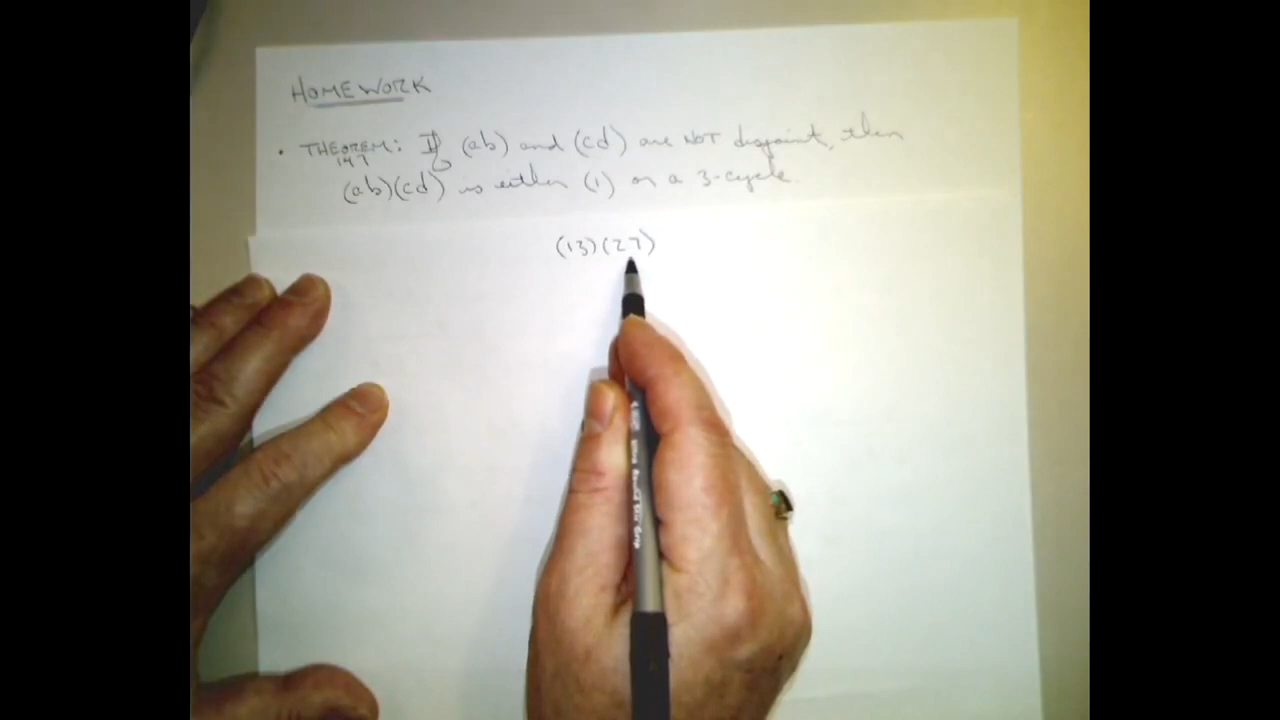 HOMEWORK
• THEOREM: If (ab) and (cd) are NOT disjoint, then
147
(ab)(cd) is either (1) or a 3-cycle.
(13)(27)